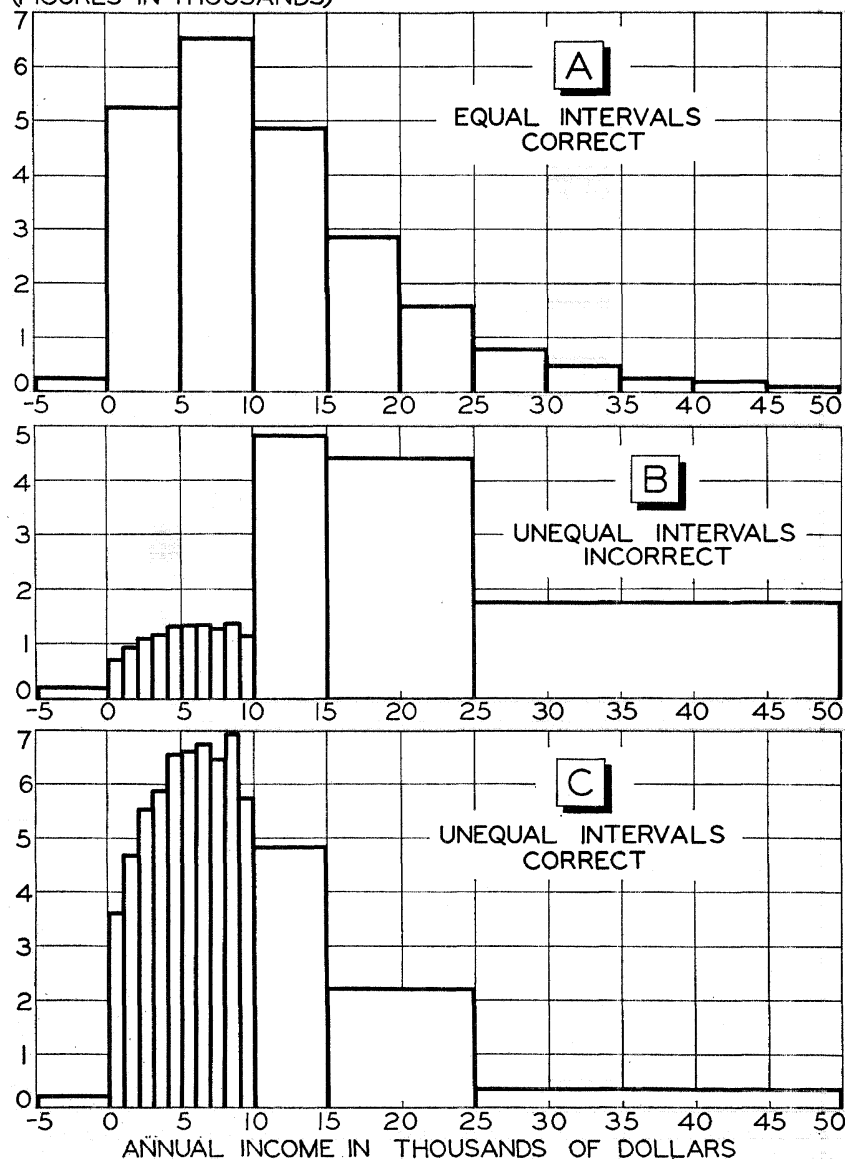 (FIGURES IN THOUSANDS)
7
6
5
4
3
2
1
0
A
EQUAL INTERVALS
CORRECT
-5 0 5 10 15 20 25 30 35 40 45 50
5
4
3
2
1
0
B
UNEQUAL INTERVALS
INCORRECT
-5 0 5 10 15 20 25 30 35 40 45 50
7
6
5
4
3
2
1
0
C
UNEQUAL INTERVALS
CORRECT
-5 0 5 10 15 20 25 30 35 40 45 50
ANNUAL INCOME IN THOUSANDS OF DOLLARS